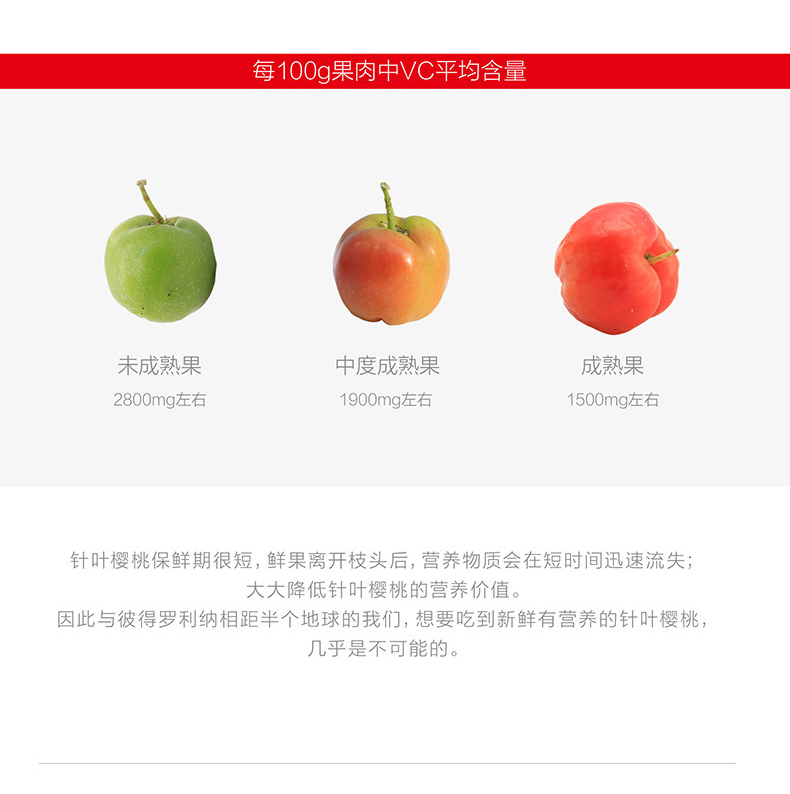 每100g果肉中VC平均含量
未成熟果
中度成熟果
成熟果
2800mg左右
1900mg左右
1500mg左右
针叶樱桃保鲜期很短，鲜果离开枝头后，营养物质会在短时间迅速流失；
大大降低针叶樱桃的营养价值。
因此与彼得罗利纳相距半个地球的我们，想要吃到新鲜有营养的针叶樱桃，
几乎是不可能的。